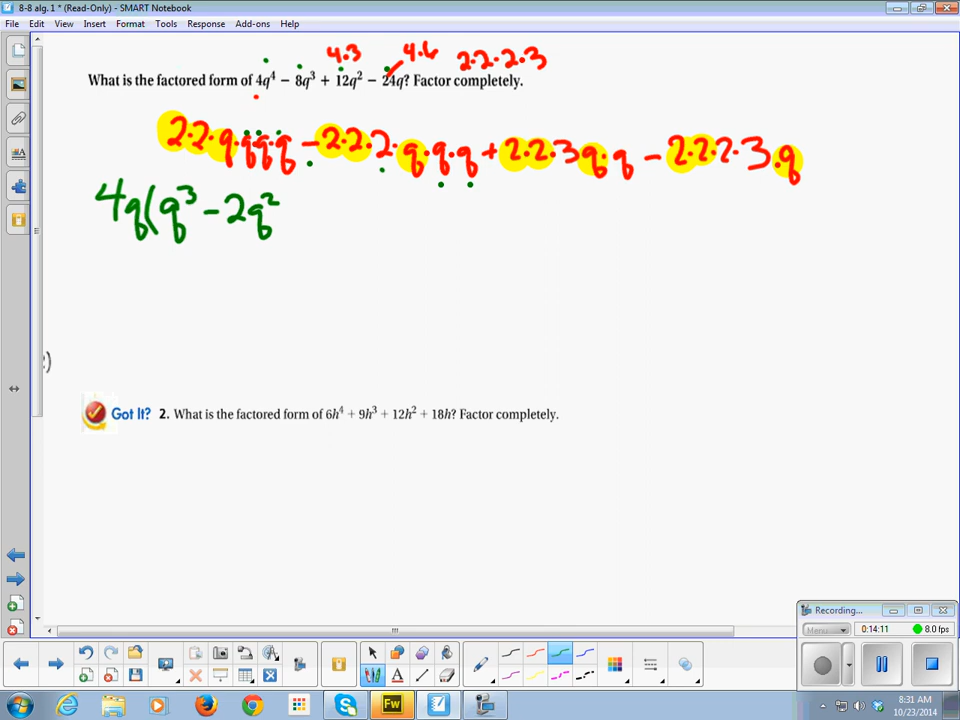 8-8 alg.1 * (Read-Only) - SMART Notebook
File Edit View Insert Format Tools Response Add-ons Help
4·3 4·6 2·2·2·3
What is the factored form of 4q⁴ − 8q³ + 12q² − 24q? Factor completely.
2·2·q·q·q·q − 2·2·2·q·q·q + 2·2·3 q·q − 2·2·2·3·q
4q(q³ − 2q²
Got It? 2. What is the factored form of 6h⁴ + 9h³ + 12h² + 18h? Factor completely.
Recording...
Menu 0:14:11 8.0 fps
Fw
8:31 AM
10/23/2014